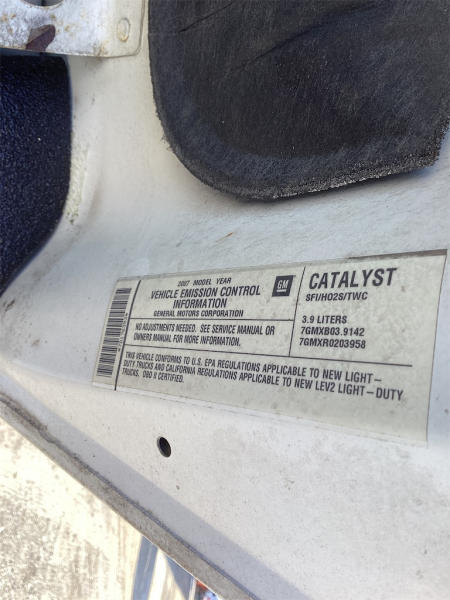 2007 MODEL YEAR
VEHICLE EMISSION CONTROL
INFORMATION
GENERAL MOTORS CORPORATION
GM
NO ADJUSTMENTS NEEDED. SEE SERVICE MANUAL OR
OWNERS MANUAL FOR MORE INFORMATION.
CATALYST
SFI/HO2S/TWC
3.9 LITERS
7GMXB03.9142
7GMXR0203958
THIS VEHICLE CONFORMS TO U.S. EPA REGULATIONS APPLICABLE TO NEW LIGHT-
DUTY TRUCKS AND CALIFORNIA REGULATIONS APPLICABLE TO NEW LEV2 LIGHT-DUTY
TRUCKS. OBD II CERTIFIED.